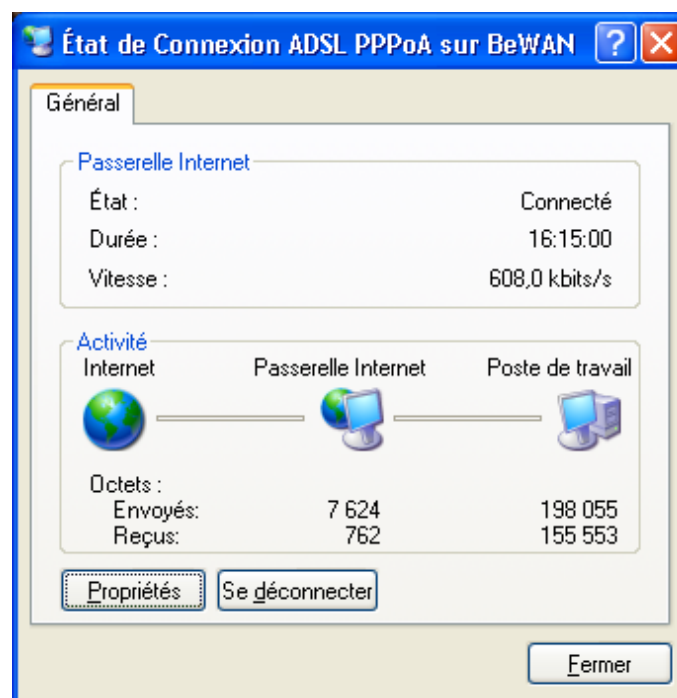 État de Connexion ADSL PPPoA sur BeWAN
Général
Passerelle Internet
État : Connecté
Durée : 16:15:00
Vitesse : 608,0 kbits/s
Activité
Internet Passerelle Internet Poste de travail
Octets :
Envoyés: 7 624 198 055
Reçus: 762 155 553
Propriétés Se déconnecter
Fermer